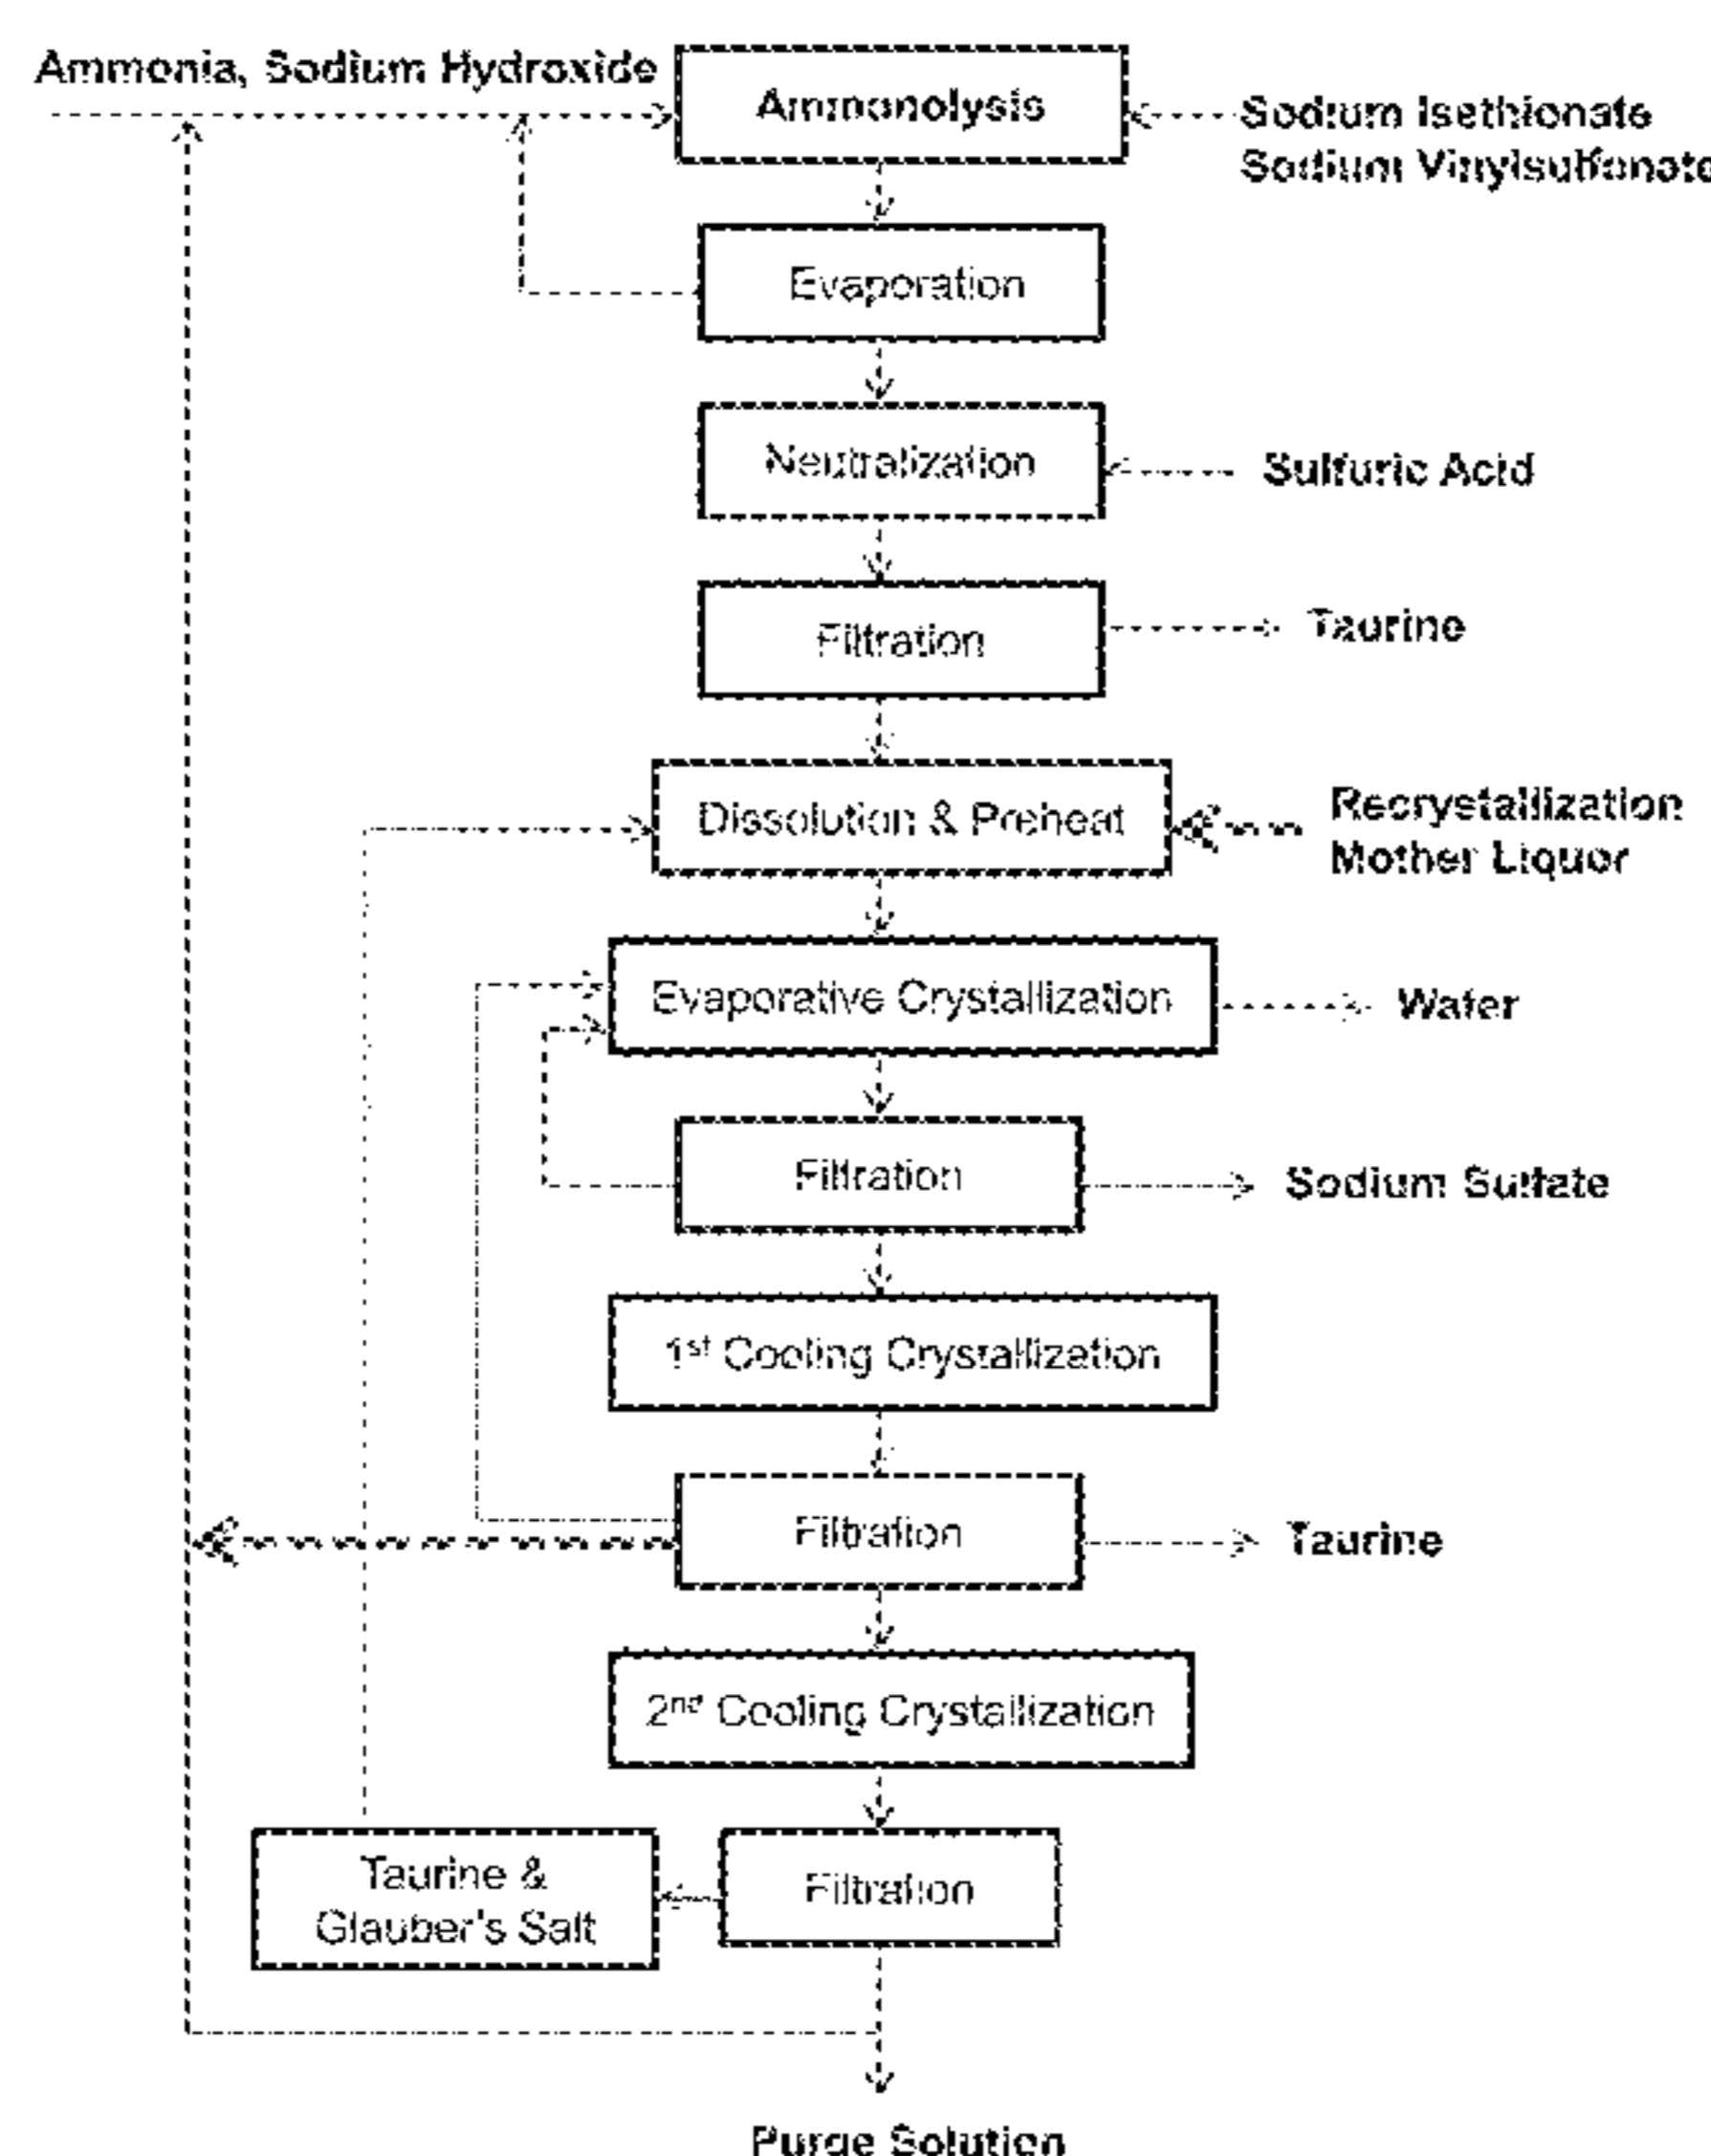 Ammonia, Sodium Hydroxide
Ammonolysis
Sodium Isethionate
Sodium Vinylsulfonate
Evaporation
Neutralization
Sulfuric Acid
Filtration
Taurine
Dissolution & Preheat
Recrystallization
Mother Liquor
Evaporative Crystallization
Water
Filtration
Sodium Sulfate
1st Cooling Crystallization
Filtration
Taurine
2nd Cooling Crystallization
Taurine &
Glauber's Salt
Filtration
Purge Solution